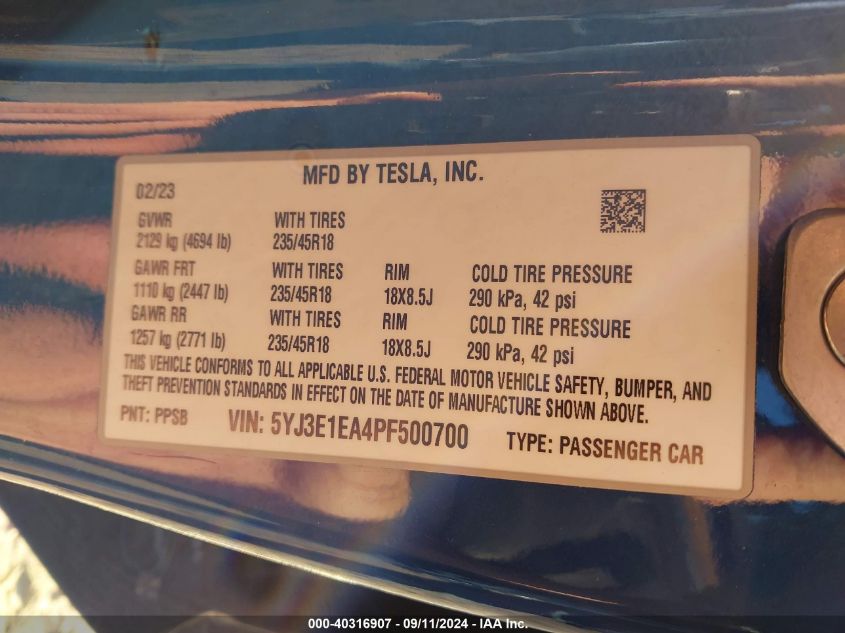 MFD BY TESLA, INC.
02/23
GVWR WITH TIRES
2129 kg (4694 lb) 235/45R18
GAWR FRT WITH TIRES RIM COLD TIRE PRESSURE
1110 kg (2447 lb) 235/45R18 18X8.5J 290 kPa, 42 psi
GAWR RR WITH TIRES RIM COLD TIRE PRESSURE
1257 kg (2771 lb) 235/45R18 18X8.5J 290 kPa, 42 psi
THIS VEHICLE CONFORMS TO ALL APPLICABLE U.S. FEDERAL MOTOR VEHICLE SAFETY, BUMPER, AND
THEFT PREVENTION STANDARDS IN EFFECT ON THE DATE OF MANUFACTURE SHOWN ABOVE.
PNT: PPSB VIN: 5YJ3E1EA4PF500700 TYPE: PASSENGER CAR
000-40316907 - 09/11/2024 - IAA Inc.